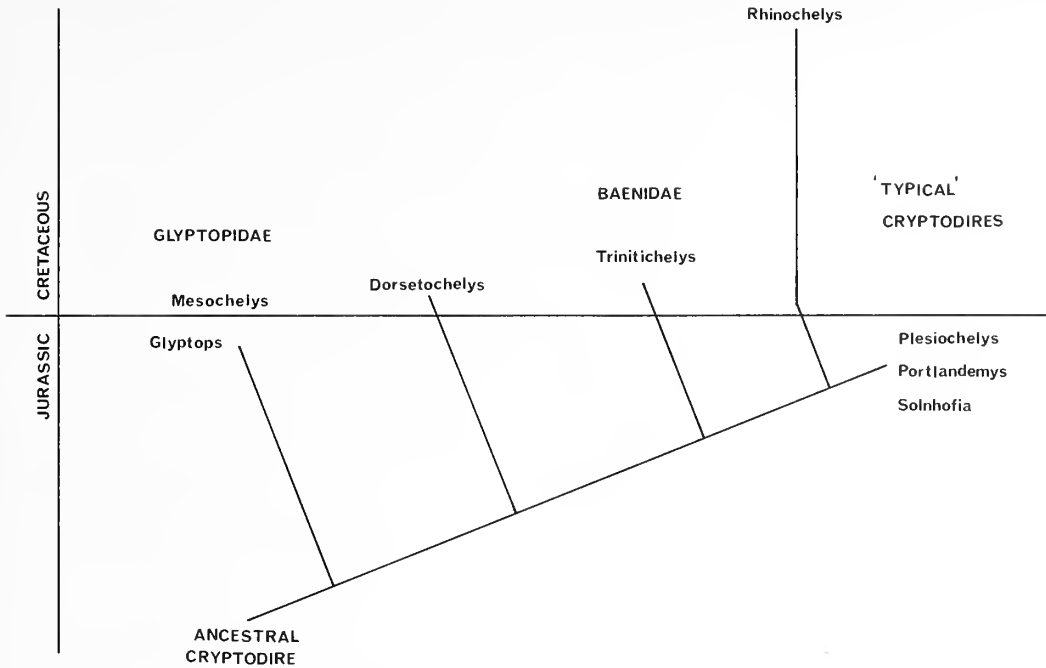 Rhinochelys
CRETACEOUS
'TYPICAL'
CRYPTODIRES
BAENIDAE
GLYPTOPIDAE
Trinitichelys
Dorsetochelys
Mesochelys
JURASSIC
Glyptops
Plesiochelys
Portlandemys
Solnhofia
ANCESTRAL
CRYPTODIRE